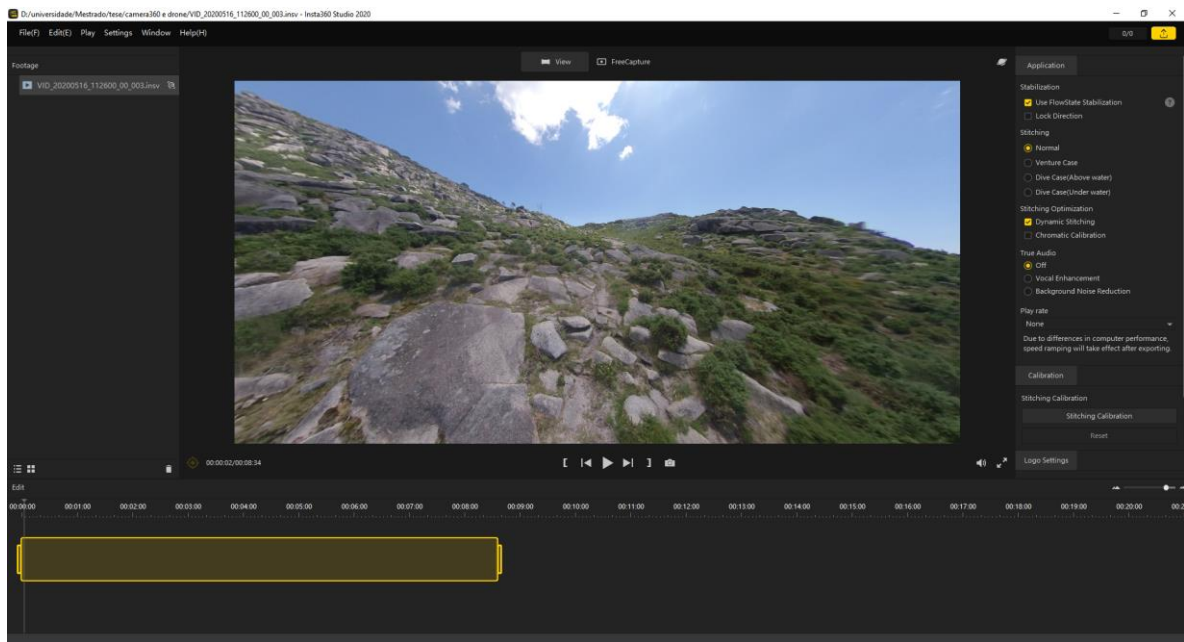 D:/universidade/Mestrado/tese/camera360 e drone/VID_20200516_112600_00_003.insv - Insta360 Studio 2020
File(F) Edit(E) Play Settings Window Help(H)
0/0
Footage
View FreeCapture
Application
VID_20200516_112600_00_003.insv
Stabilization
Use FlowState Stabilization
Lock Direction
Stitching
Normal
Venture Case
Dive Case(Above water)
Dive Case(Under water)
Stitching Optimization
Dynamic Stitching
Chromatic Calibration
True Audio
Off
Vocal Enhancement
Background Noise Reduction
Play rate
None
Due to differences in computer performance,
speed ramping will take effect after exporting.
Calibration
Stitching Calibration
Stitching Calibration
Reset
Logo Settings
00:00:02/00:08:34
Edit
00:00:00 00:01:00 00:02:00 00:03:00 00:04:00 00:05:00 00:06:00 00:07:00 00:08:00 00:09:00 00:10:00 00:11:00 00:12:00 00:13:00 00:14:00 00:15:00 00:16:00 00:17:00 00:18:00 00:19:00 00:20:00 00:2